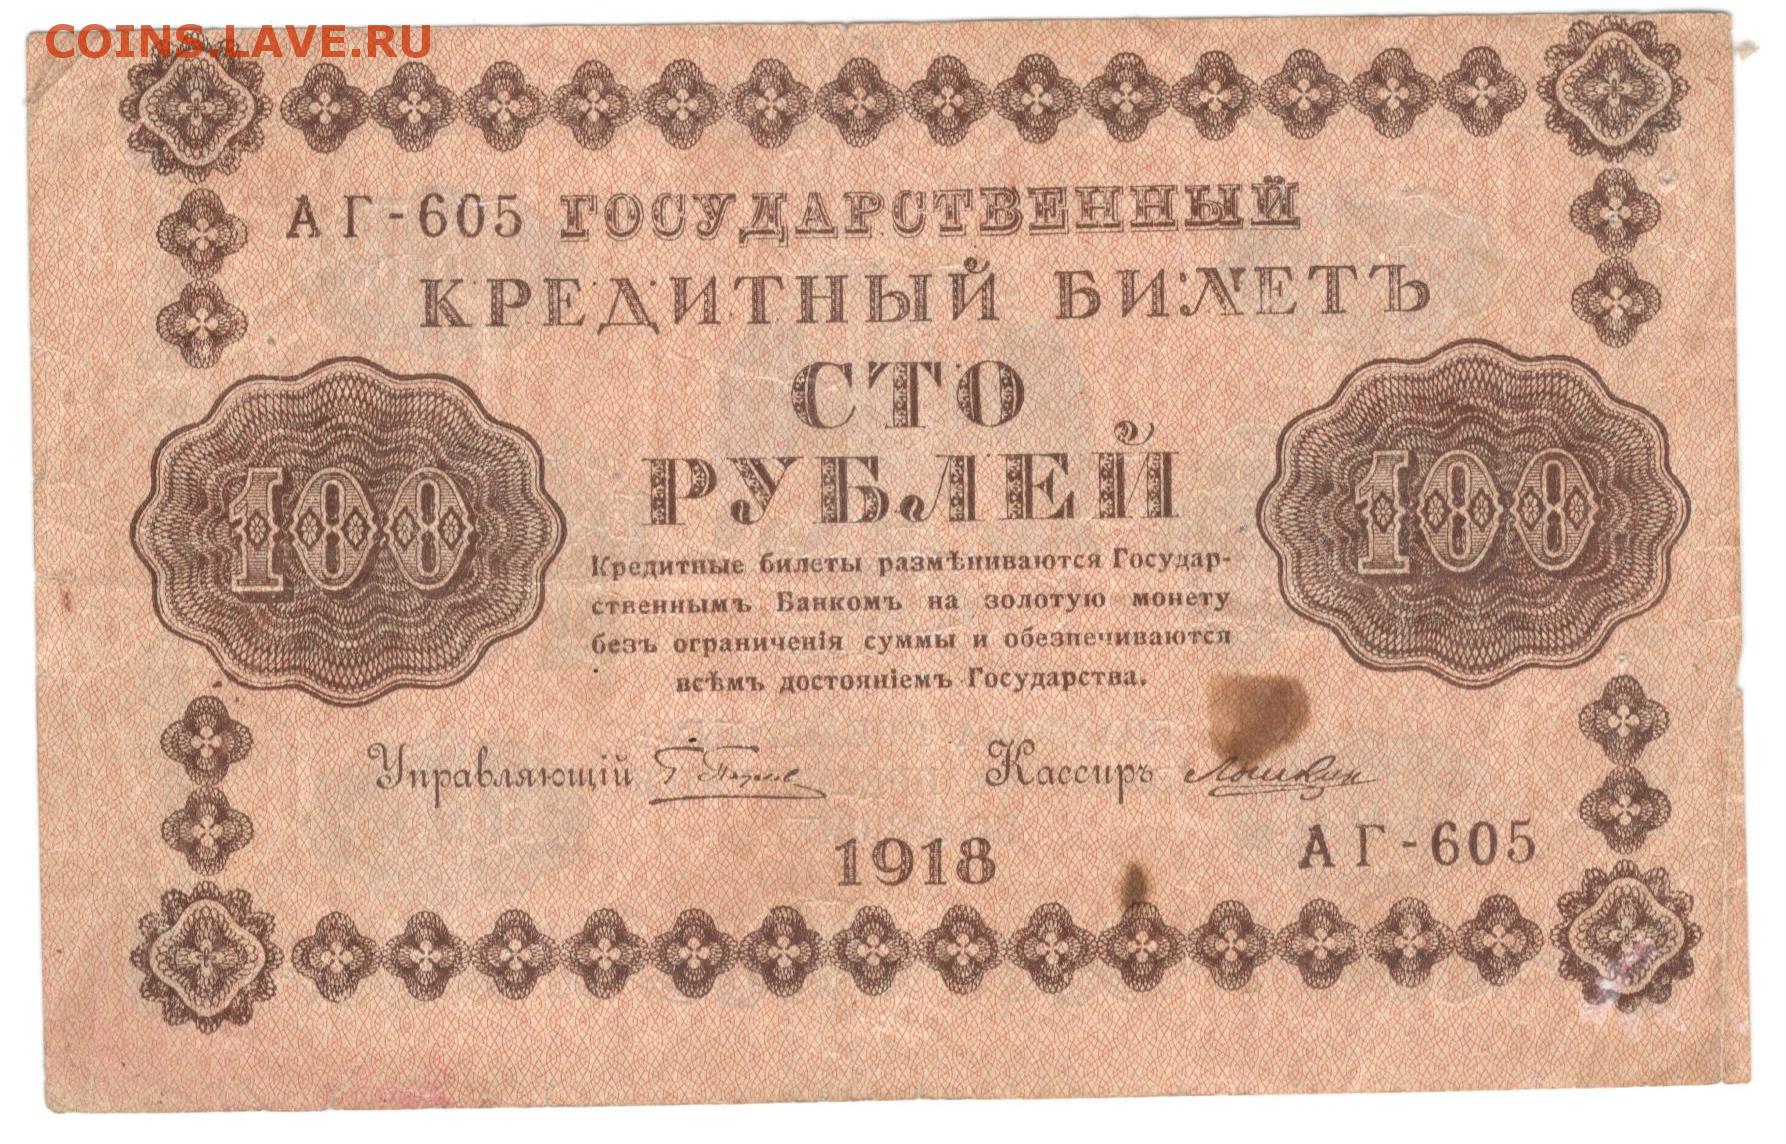 COINS.LAVE.RU
АГ-605 ГОСУДАРСТВЕННЫЙ
КРЕДИТНЫЙ БИЛЕТЪ
СТО
РУБЛЕЙ
100
100
Кредитные билеты размѣниваются Государ-
ственнымъ Банкомъ на золотую монету
безъ ограниченія суммы и обезпечиваются
всѣмъ достояніемъ Государства.
Управляющій
Кассиръ
1918
АГ-605